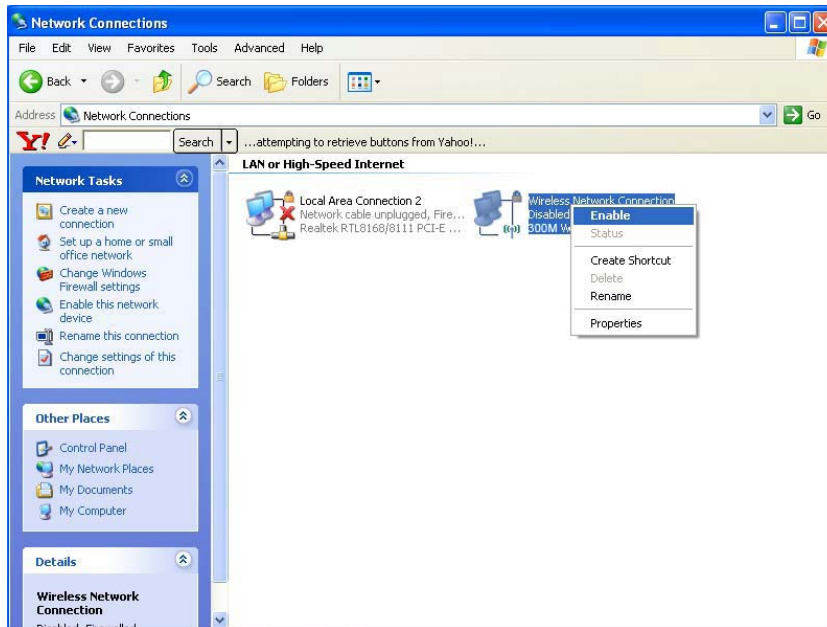 Network Connections
File Edit View Favorites Tools Advanced Help
Back Search Folders
Address Network Connections Go
Y! Search ...attempting to retrieve buttons from Yahoo!...
Network Tasks
Create a new
connection
Set up a home or small
office network
Change Windows
Firewall settings
Enable this network
device
Rename this connection
Change settings of this
connection
Other Places
Control Panel
My Network Places
My Documents
My Computer
Details
Wireless Network
Connection
Disabled, Firewalled
LAN or High-Speed Internet
Local Area Connection 2
Network cable unplugged, Fire...
Realtek RTL8168/8111 PCI-E ...
Wireless Network Connection
Disabled
300M
Enable
Status
Create Shortcut
Delete
Rename
Properties